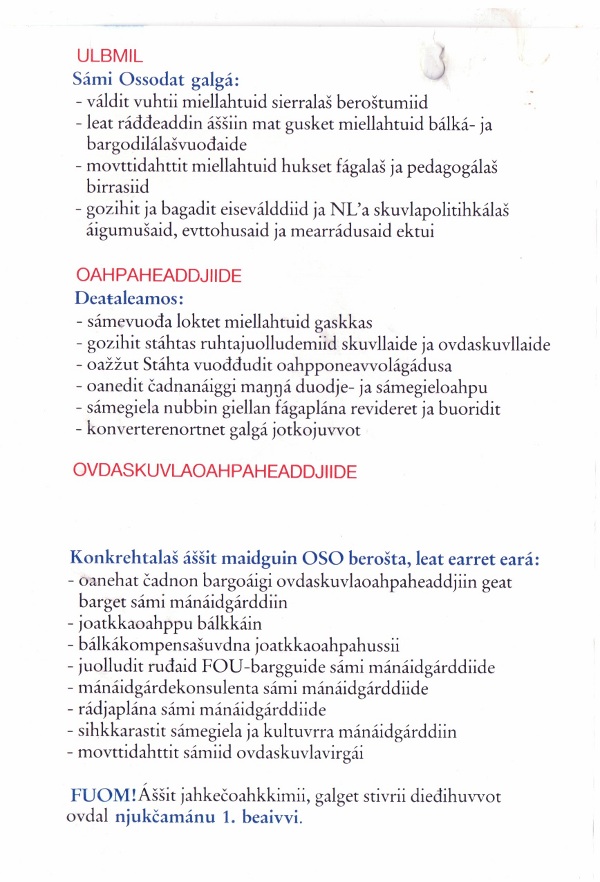 ULBMIL
Sámi Ossodat galgá:
- váldit vuhtii miellahtuid sierralaš beroštumiid
- leat ráđđeaddin áššiin mat gusket miellahtuid bálká- ja
bargodilálašvuođaide
- movttidahttit miellahtuid hukset fágalaš ja pedagogálaš
birrasiid
- gozihit ja bagadit eiseválddiid ja NL'a skuvlapolitihkálaš
áigumušaid, evttohusaid ja mearrádusaid ektui
OAHPAHEADDJIIDE
Deataleamos:
- sámevuođa loktet miellahtuid gaskkas
- gozihit stáhtas ruhtajuolludemiid skuvllaide ja ovdaskuvllaide
- oažžut Stáhta vuođđudit oahpponeavvolágádusa
- oanedit čadnanáiggi maŋŋá duodje- ja sámegieloahpu
- sámegiela nubbin giellan fágaplána revideret ja buoridit
- konverterenortnet galgá jotkojuvvot
OVDASKUVLAOAHPAHEADDJIIDE
Konkrehtalaš áššit maidguin OSO berošta, leat earret eará:
- oanehat čadnon bargoáigi ovdaskuvlaoahpaheaddjiin geat
barget sámi mánáidgárddiin
- joatkkaoahppu bálkkáin
- bálkákompensašuvdna joatkkaoahpahussii
- juolludit ruđaid FOU-bargguide sámi mánáidgárddiide
- mánáidgárdekonsulenta sámi mánáidgárddiide
- rádjaplána sámi mánáidgárddiide
- sihkkarastit sámegiela ja kultuvrra mánáidgárddiin
- movttidahttit sámiid ovdaskuvlavirgái
FUOM! Áššit jahkečoahkkimii, galget stivrii dieđihuvvot
ovdal njukčamánu 1. beaivvi.